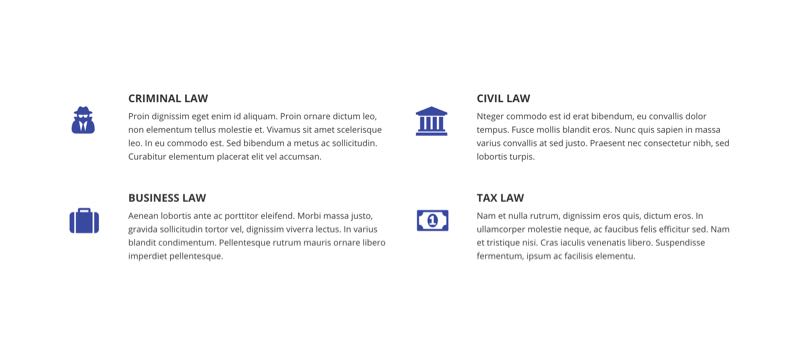 CRIMINAL LAW
Proin dignissim eget enim id aliquam. Proin ornare dictum leo,
non elementum tellus molestie et. Vivamus sit amet scelerisque
leo. In eu commodo est. Sed bibendum a metus ac sollicitudin.
Curabitur elementum placerat elit vel accumsan.
CIVIL LAW
Nteger commodo est id erat bibendum, eu convallis dolor
tempus. Fusce mollis blandit eros. Nunc quis sapien in massa
varius convallis at sed justo. Praesent nec consectetur nibh, sed
lobortis turpis.
BUSINESS LAW
Aenean lobortis ante ac porttitor eleifend. Morbi massa justo,
gravida sollicitudin tortor vel, dignissim viverra lectus. In varius
blandit condimentum. Pellentesque rutrum mauris ornare libero
imperdiet pellentesque.
1
TAX LAW
Nam et nulla rutrum, dignissim eros quis, dictum eros. In
ullamcorper molestie neque, ac faucibus felis efficitur sed. Nam
et tristique nisi. Cras iaculis venenatis libero. Suspendisse
fermentum, ipsum ac facilisis elementu.